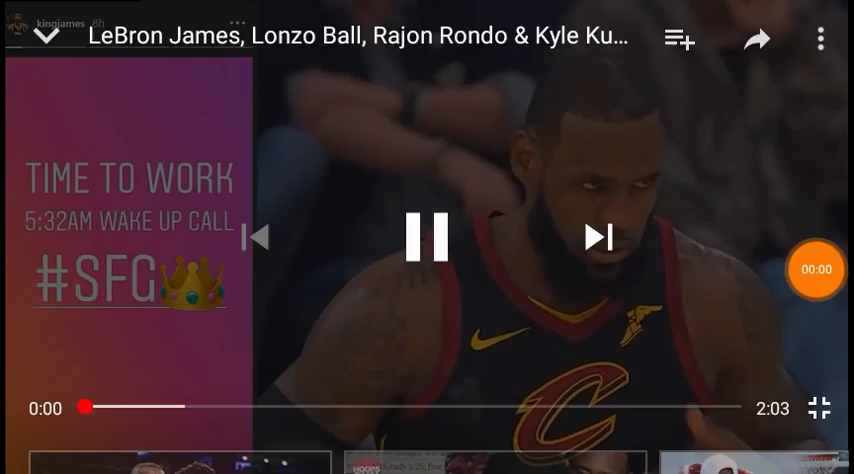 kingjames 8h
LeBron James, Lonzo Ball, Rajon Rondo & Kyle Ku...
TIME TO WORK
5:32AM WAKE UP CALL
#SFG👑
00:00
0:00
2:03
HOOPS